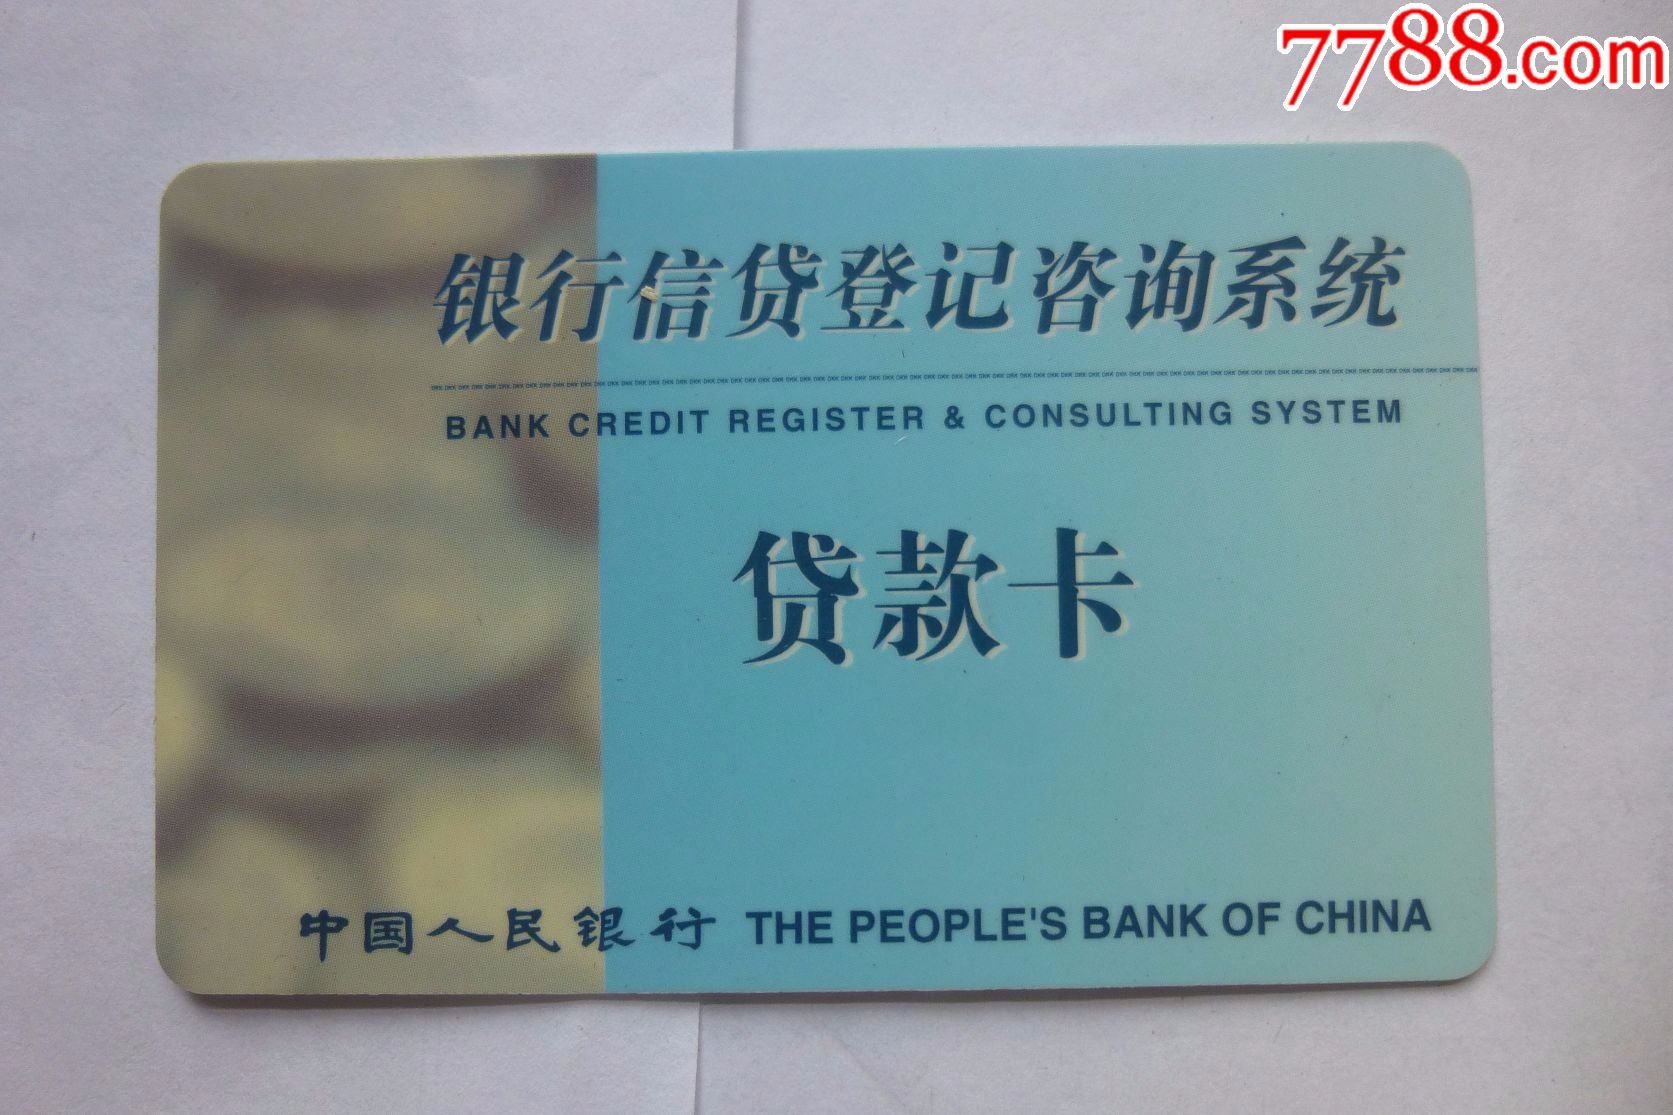 7788.com
银行信贷登记咨询系统
BANK CREDIT REGISTER & CONSULTING SYSTEM
贷款卡
中国人民银行 THE PEOPLE'S BANK OF CHINA